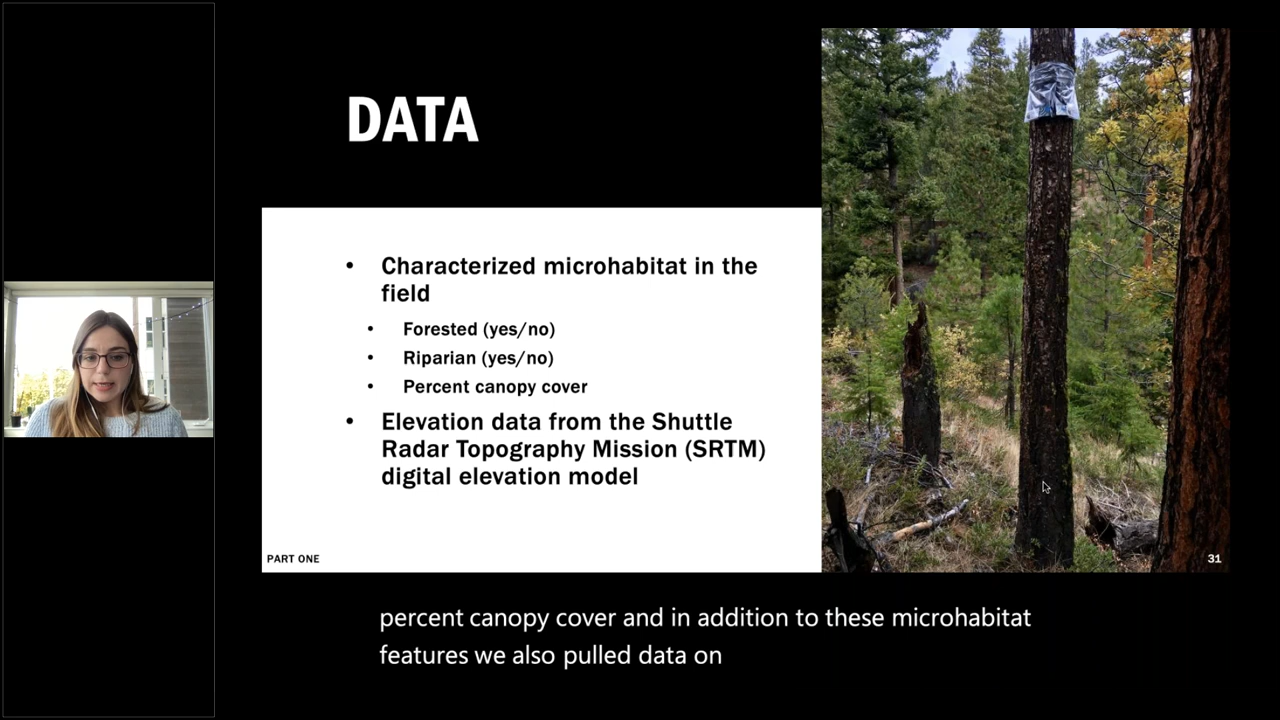 DATA
• Characterized microhabitat in the
field
• Forested (yes/no)
• Riparian (yes/no)
• Percent canopy cover
• Elevation data from the Shuttle
Radar Topography Mission (SRTM)
digital elevation model
PART ONE
31
percent canopy cover and in addition to these microhabitat
features we also pulled data on